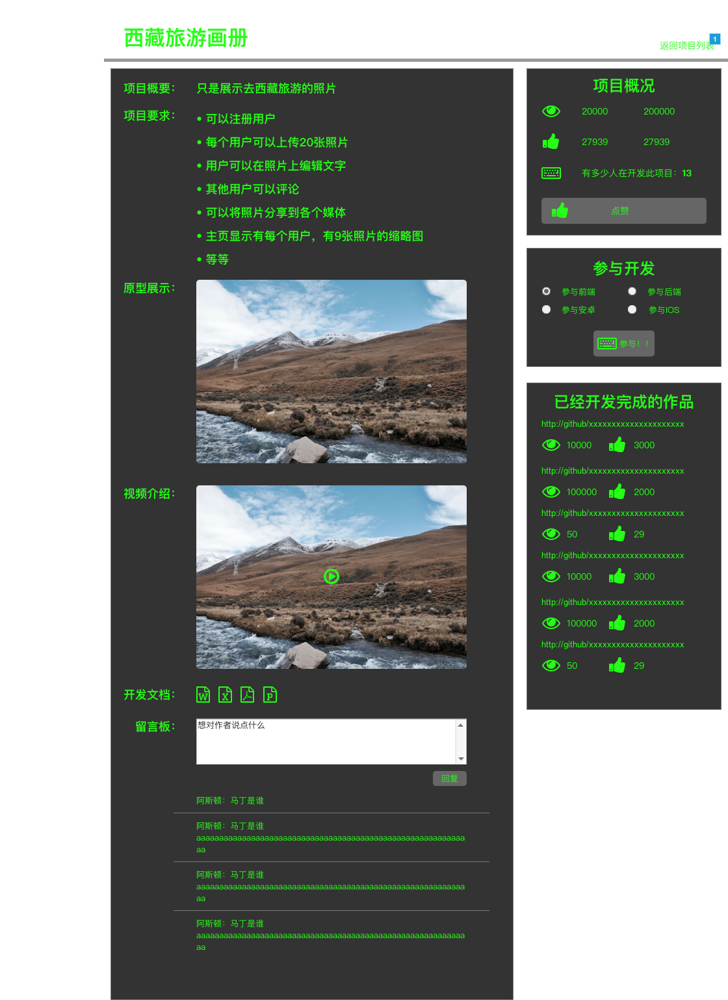 西藏旅游画册
返回项目列表
1
项目概要：
只是展示去西藏旅游的照片
项目要求：
• 可以注册用户
• 每个用户可以上传20张照片
• 用户可以在照片上编辑文字
• 其他用户可以评论
• 可以将照片分享到各个媒体
• 主页显示有每个用户，有9张照片的缩略图
• 等等
原型展示：
视频介绍：
开发文档：
W X P
留言板：
想对作者说点什么
回复
阿斯顿：马丁是谁
阿斯顿：马丁是谁
aaaaaaaaaaaaaaaaaaaaaaaaaaaaaaaaaaaaaaaaaaaaaaaaaaaaaaaaaaa
aa
阿斯顿：马丁是谁
aaaaaaaaaaaaaaaaaaaaaaaaaaaaaaaaaaaaaaaaaaaaaaaaaaaaaaaaaaa
aa
阿斯顿：马丁是谁
aaaaaaaaaaaaaaaaaaaaaaaaaaaaaaaaaaaaaaaaaaaaaaaaaaaaaaaaaaa
aa
项目概况
20000 200000
27939 27939
有多少人在开发此项目：13
点赞
参与开发
参与前端 参与后端
参与安卓 参与IOS
参与！！
已经开发完成的作品
http://github/xxxxxxxxxxxxxxxxxxxxx
10000 3000
http://github/xxxxxxxxxxxxxxxxxxxxx
100000 2000
http://github/xxxxxxxxxxxxxxxxxxxxx
50 29
http://github/xxxxxxxxxxxxxxxxxxxxx
10000 3000
http://github/xxxxxxxxxxxxxxxxxxxxx
100000 2000
http://github/xxxxxxxxxxxxxxxxxxxxx
50 29